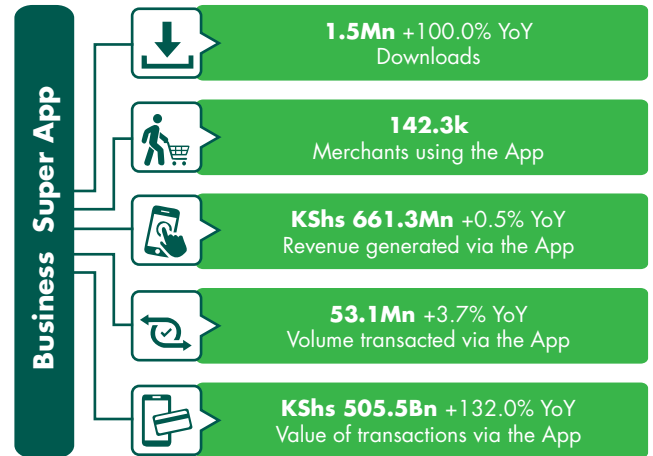 Business Super App
1.5Mn +100.0% YoY
Downloads
142.3k
Merchants using the App
KShs 661.3Mn +0.5% YoY
Revenue generated via the App
53.1Mn +3.7% YoY
Volume transacted via the App
KShs 505.5Bn +132.0% YoY
Value of transactions via the App